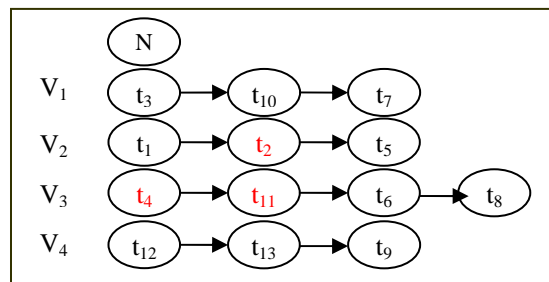 N
V₁ t₃ t₁₀ t₇
V₂ t₁ t₂ t₅
V₃ t₄ t₁₁ t₆ t₈
V₄ t₁₂ t₁₃ t₉